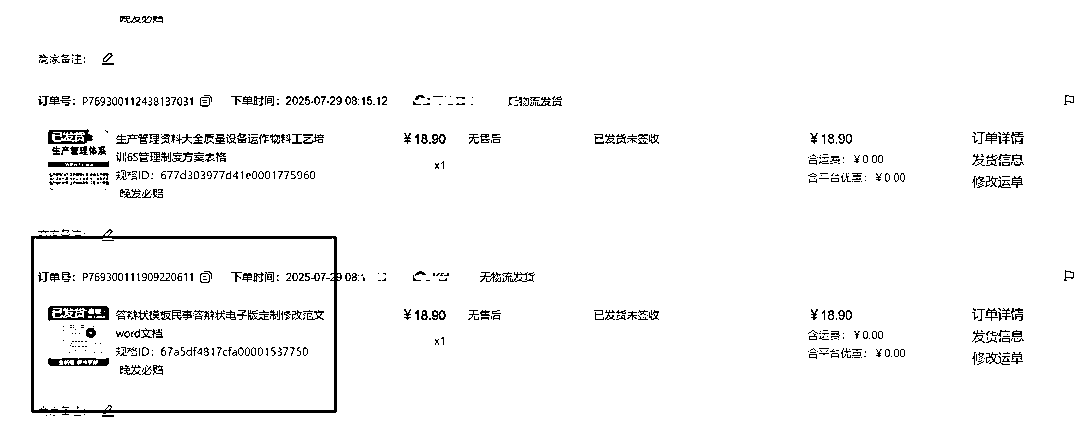 晚发必赔
商家备注：
订单号：P769300112438137031 下单时间：2025-07-29 08:15:12 无物流发货
已发货
生产管理体系
生产管理资料大全质量设备运作物料工艺培
训6S管理制度方案表格
规格ID：677d303977d41e0001775960
晚发必赔
￥18.90
x1
无售后
已发货未签收
￥18.90
含运费：￥0.00
含平台优惠：￥0.00
订单详情
发货信息
修改运单
商家备注：
订单号：P769300111909220611 下单时间：2025-07-29 08: 无物流发货
已发货
答辩状模板民事答辩状电子版定制修改范文
word文档
规格ID：67a5df4817cfa00001537750
晚发必赔
￥18.90
x1
无售后
已发货未签收
￥18.90
含运费：￥0.00
含平台优惠：￥0.00
订单详情
发货信息
修改运单
商家备注：